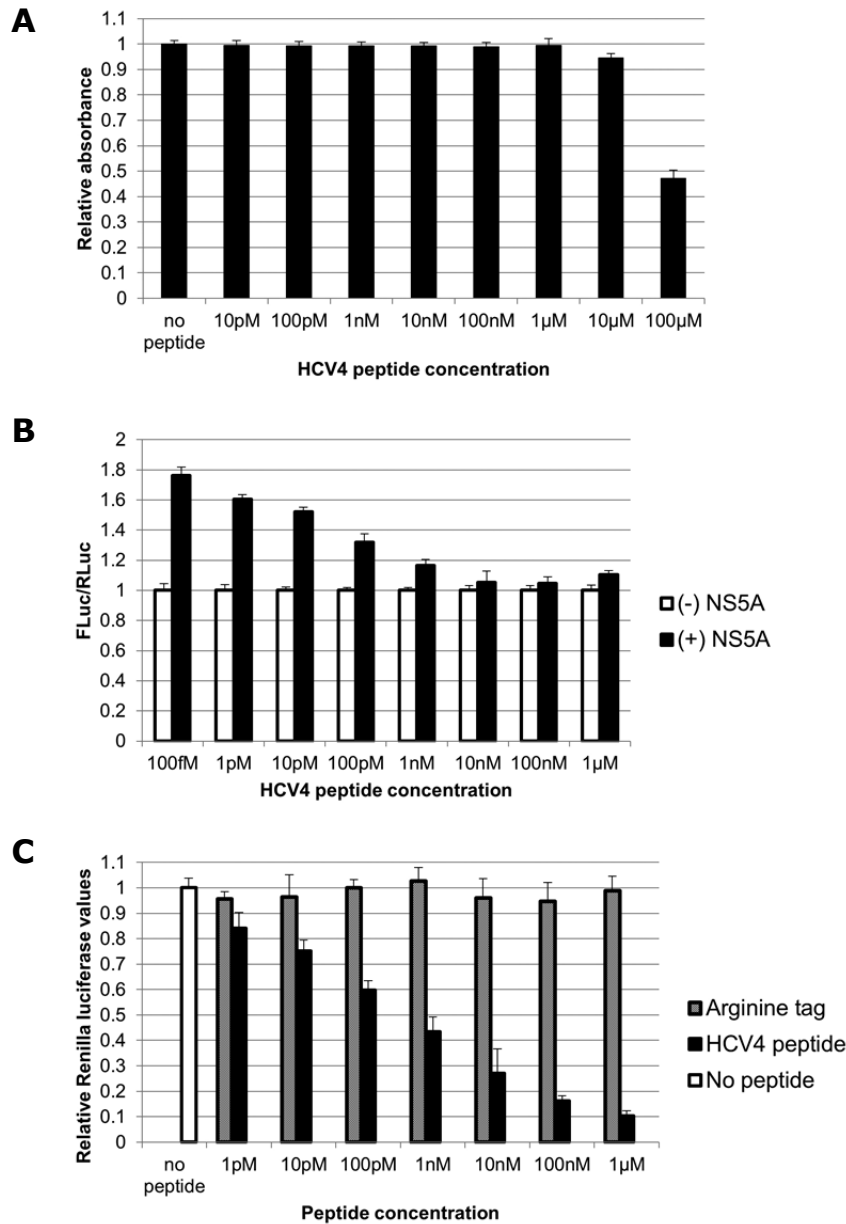 A
1.1
1
0.9
0.8
0.7
0.6
0.5
0.4
0.3
0.2
0.1
0
Relative absorbance
no peptide 10pM 100pM 1nM 10nM 100nM 1µM 10µM 100µM
HCV4 peptide concentration
B
2
1.8
1.6
1.4
1.2
1
0.8
0.6
0.4
0.2
0
FLuc/RLuc
(-) NS5A
(+) NS5A
100fM 1pM 10pM 100pM 1nM 10nM 100nM 1µM
HCV4 peptide concentration
C
1.1
1
0.9
0.8
0.7
0.6
0.5
0.4
0.3
0.2
0.1
0
Relative Renilla luciferase values
Arginine tag
HCV4 peptide
No peptide
no peptide 1pM 10pM 100pM 1nM 10nM 100nM 1µM
Peptide concentration